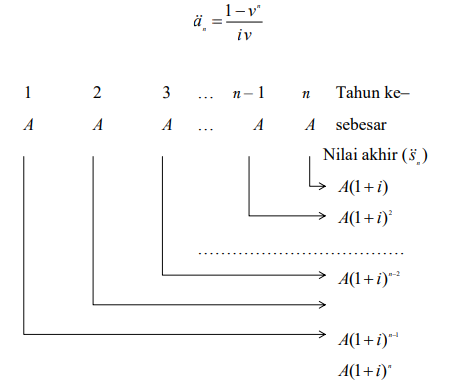 ä_n = (1 − v^n) / (iv)
1 2 3 … n − 1 n Tahun ke–
A A A … A A sebesar
Nilai akhir (s̈_n)
A(1 + i)
A(1 + i)^2
……………………………
A(1 + i)^{n−2}
A(1 + i)^{n−1}
A(1 + i)^n